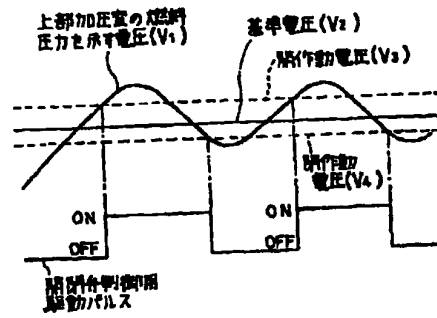 上部加圧室の燃料
圧力を示す電圧(V₁)
基準電圧(V₂)
開作動電圧(V₃)
閉作動
電圧(V₄)
ON
OFF
ON
OFF
開閉弁制御用
駆動パルス